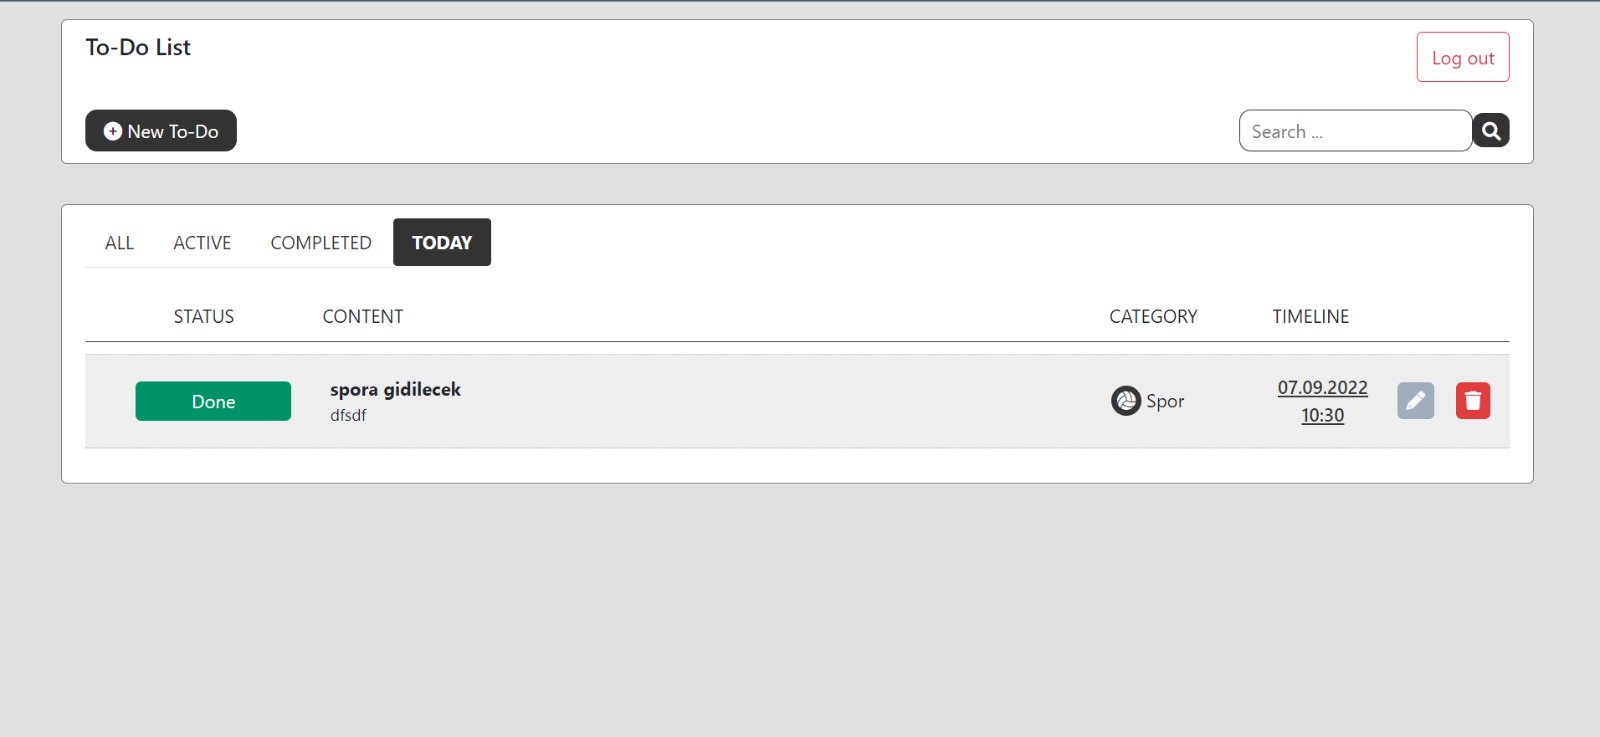 To-Do List
Log out
New To-Do
Search ...
ALL ACTIVE COMPLETED TODAY
STATUS CONTENT CATEGORY TIMELINE
Done
spora gidilecek
dfsdf
Spor
07.09.2022
10:30